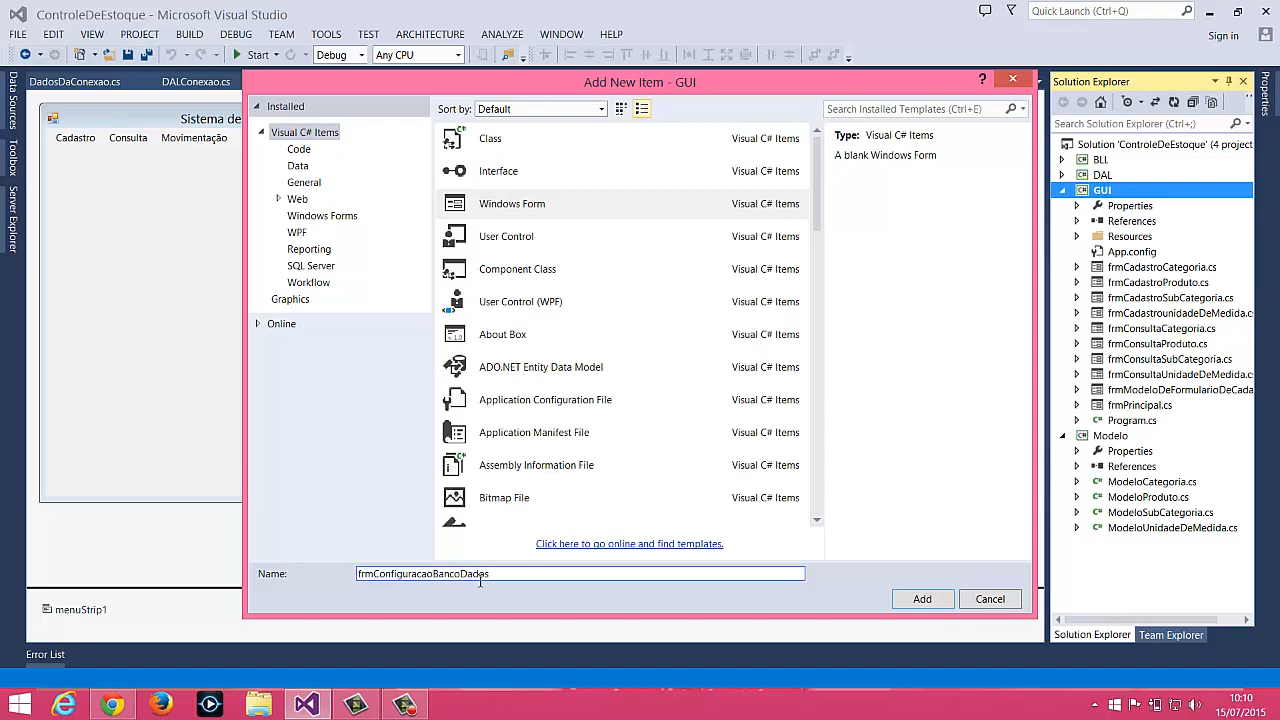 ControleDeEstoque - Microsoft Visual Studio
Quick Launch (Ctrl+Q)
FILE EDIT VIEW PROJECT BUILD DEBUG TEAM TOOLS TEST ARCHITECTURE ANALYZE WINDOW HELP
Sign in
Start Debug Any CPU
DadosDaConexao.cs DALConexao.cs
Data Sources
Toolbox
Server Explorer
Sistema de
Cadastro Consulta Movimentação
menuStrip1
Error List
Add New Item - GUI
?
Installed
Visual C# Items
Code
Data
General
Web
Windows Forms
WPF
Reporting
SQL Server
Workflow
Graphics
Online
Sort by: Default
Class Visual C# Items
Interface Visual C# Items
Windows Form Visual C# Items
User Control Visual C# Items
Component Class Visual C# Items
User Control (WPF) Visual C# Items
About Box Visual C# Items
ADO.NET Entity Data Model Visual C# Items
Application Configuration File Visual C# Items
Application Manifest File Visual C# Items
Assembly Information File Visual C# Items
Bitmap File Visual C# Items
Click here to go online and find templates.
Search Installed Templates (Ctrl+E)
Type: Visual C# Items
A blank Windows Form
Name: frmConfiguracaoBancoDados
Add Cancel
Solution Explorer
Search Solution Explorer (Ctrl+;)
Solution 'ControleDeEstoque' (4 project
BLL
DAL
GUI
Properties
References
Resources
App.config
frmCadastroCategoria.cs
frmCadastroProduto.cs
frmCadastroSubCategoria.cs
frmCadastrounidadeDeMedida.c
frmConsultaCategoria.cs
frmConsultaProduto.cs
frmConsultaSubCategoria.cs
frmConsultaUnidadeDeMedida.c
frmModeloDeFormularioDeCada
frmPrincipal.cs
Program.cs
Modelo
Properties
References
ModeloCategoria.cs
ModeloProduto.cs
ModeloSubCategoria.cs
ModeloUnidadeDeMedida.cs
Solution Explorer Team Explorer
Properties
10:10
15/07/2015